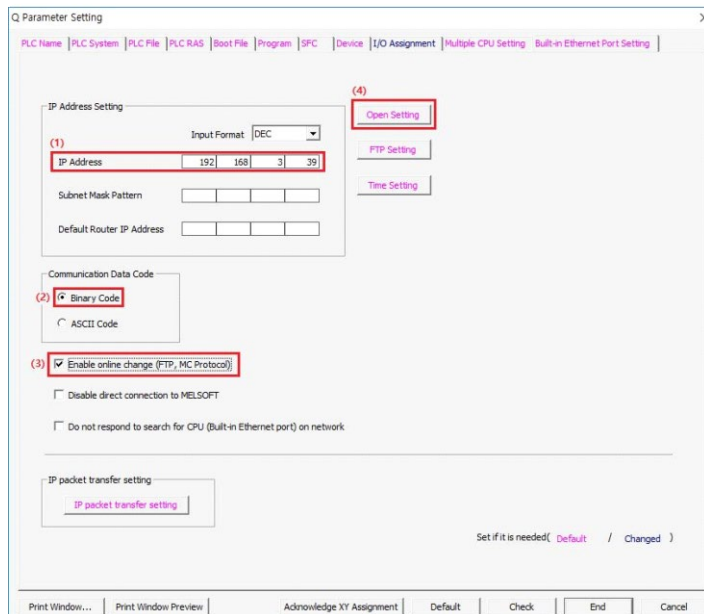 Q Parameter Setting
PLC Name PLC System PLC File PLC RAS Boot File Program SFC Device I/O Assignment Multiple CPU Setting Built-in Ethernet Port Setting
(4)
IP Address Setting
Open Setting
Input Format DEC
(1)
FTP Setting
IP Address 192 168 3 39
Time Setting
Subnet Mask Pattern
Default Router IP Address
Communication Data Code
(2) Binary Code
ASCII Code
(3) Enable online change (FTP, MC Protocol)
Disable direct connection to MELSOFT
Do not respond to search for CPU (Built-in Ethernet port) on network
IP packet transfer setting
IP packet transfer setting
Set if it is needed( Default / Changed )
Print Window... Print Window Preview Acknowledge XY Assignment Default Check End Cancel